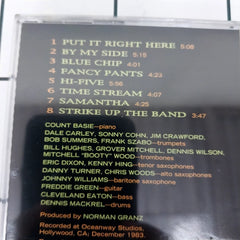 1 PUT IT RIGHT HERE 5:08
2 BY MY SIDE 5:15
3 BLUE CHIP 4:01
4 FANCY PANTS 4:23
5 HI-FIVE 5:56
6 TIME STREAM 4:07
7 SAMANTHA 4:25
8 STRIKE UP THE BAND 3:47
COUNT BASIE—piano
DALE CARLEY, SONNY COHN, JIM CRAWFORD,
BOB SUMMERS, FRANK SZABO—trumpets
BILL HUGHES, GROVER MITCHELL, DENNIS WILSON,
MITCHELL "BOOTY" WOOD—trombones
ERIC DIXON, KENNY HING—tenor saxophones
DANNY TURNER, CHRIS WOODS—alto saxophones
JOHNNY WILLIAMS—baritone saxophone
FREDDIE GREEN—guitar
CLEVELAND EATON—bass
DENNIS MACKREL—drums
Produced by NORMAN GRANZ
Recorded at Oceanway Studios,
Hollywood, CA; December 1983.